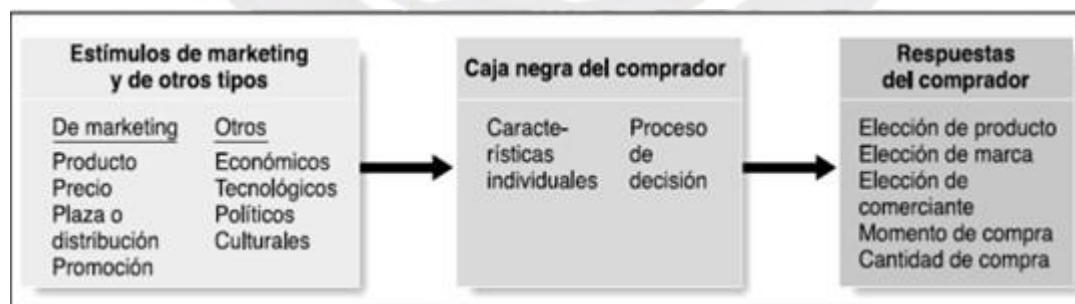 Estímulos de marketing
y de otros tipos
De marketing
Producto
Precio
Plaza o
distribución
Promoción
Otros
Económicos
Tecnológicos
Políticos
Culturales
Caja negra del comprador
Caracte-
rísticas
individuales
Proceso
de
decisión
Respuestas
del comprador
Elección de producto
Elección de marca
Elección de
comerciante
Momento de compra
Cantidad de compra